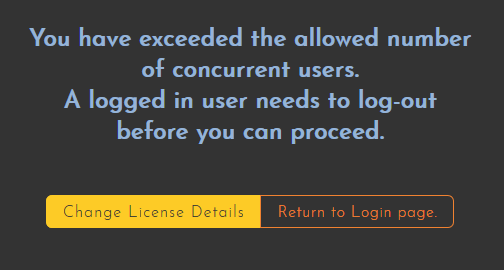 You have exceeded the allowed number
of concurrent users.
A logged in user needs to log-out
before you can proceed.
Change License Details
Return to Login page.